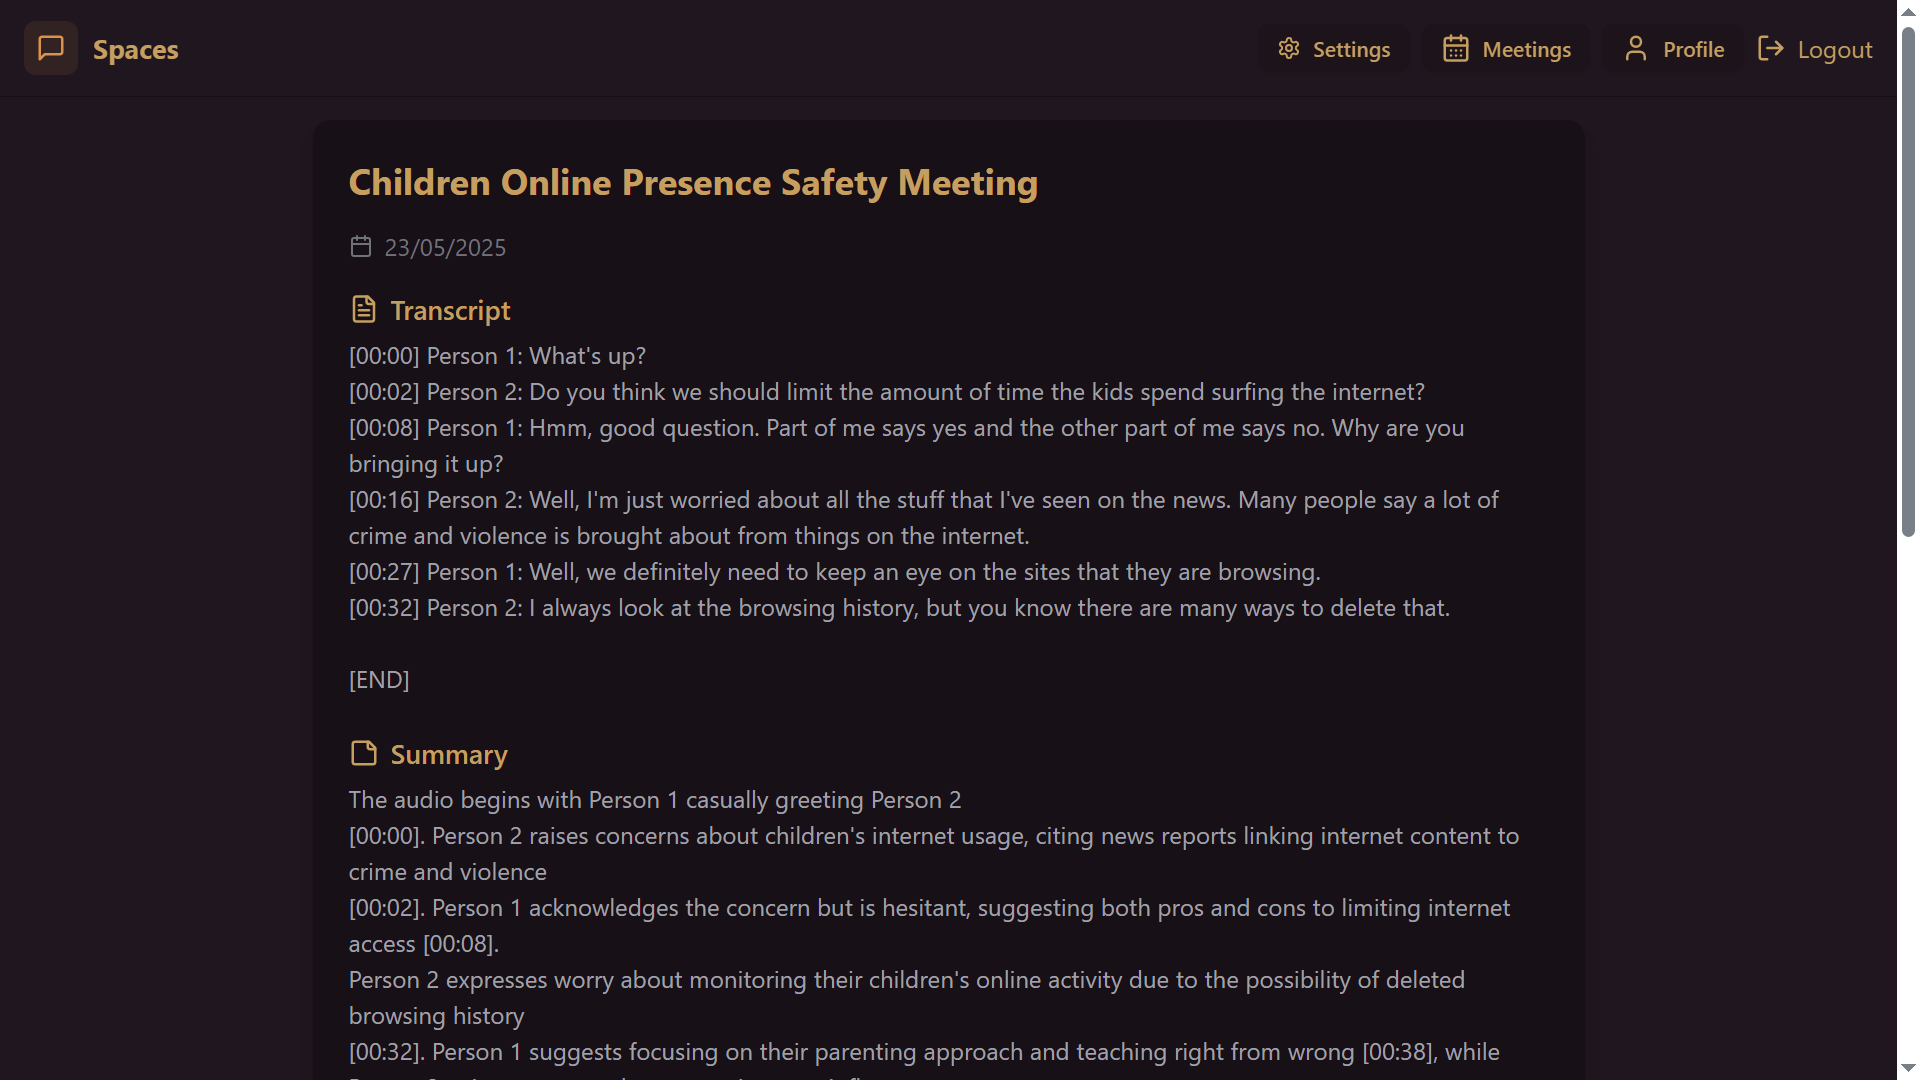 Spaces
Settings
Meetings
Profile
Logout
Children Online Presence Safety Meeting
23/05/2025
Transcript
[00:00] Person 1: What's up?
[00:02] Person 2: Do you think we should limit the amount of time the kids spend surfing the internet?
[00:08] Person 1: Hmm, good question. Part of me says yes and the other part of me says no. Why are you
bringing it up?
[00:16] Person 2: Well, I'm just worried about all the stuff that I've seen on the news. Many people say a lot of
crime and violence is brought about from things on the internet.
[00:27] Person 1: Well, we definitely need to keep an eye on the sites that they are browsing.
[00:32] Person 2: I always look at the browsing history, but you know there are many ways to delete that.
[END]
Summary
The audio begins with Person 1 casually greeting Person 2
[00:00]. Person 2 raises concerns about children's internet usage, citing news reports linking internet content to
crime and violence
[00:02]. Person 1 acknowledges the concern but is hesitant, suggesting both pros and cons to limiting internet
access [00:08].
Person 2 expresses worry about monitoring their children's online activity due to the possibility of deleted
browsing history
[00:32]. Person 1 suggests focusing on their parenting approach and teaching right from wrong [00:38], while